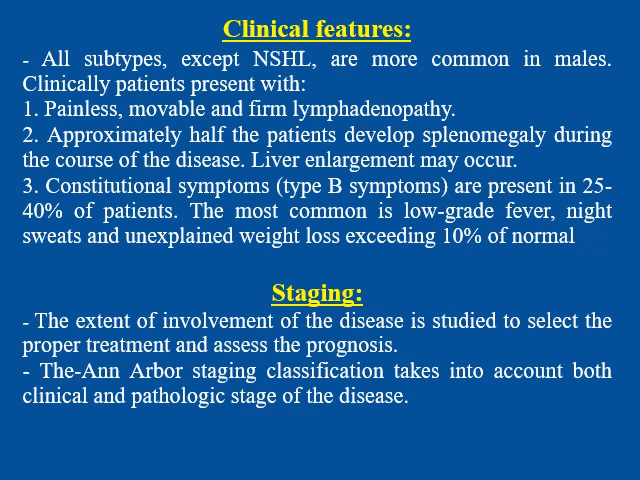 Clinical features:
- All subtypes, except NSHL, are more common in males.
Clinically patients present with:
1. Painless, movable and firm lymphadenopathy.
2. Approximately half the patients develop splenomegaly during
the course of the disease. Liver enlargement may occur.
3. Constitutional symptoms (type B symptoms) are present in 25-
40% of patients. The most common is low-grade fever, night
sweats and unexplained weight loss exceeding 10% of normal
Staging:
- The extent of involvement of the disease is studied to select the
proper treatment and assess the prognosis.
- The-Ann Arbor staging classification takes into account both
clinical and pathologic stage of the disease.